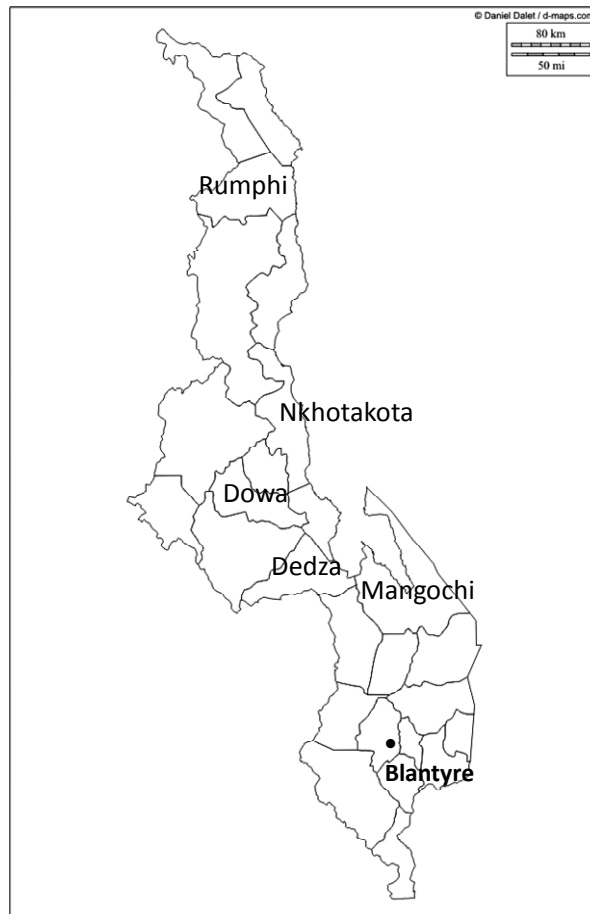 © Daniel Dalet / d-maps.com
80 km
50 mi
Rumphi
Nkhotakota
Dowa
Dedza
Mangochi
Blantyre